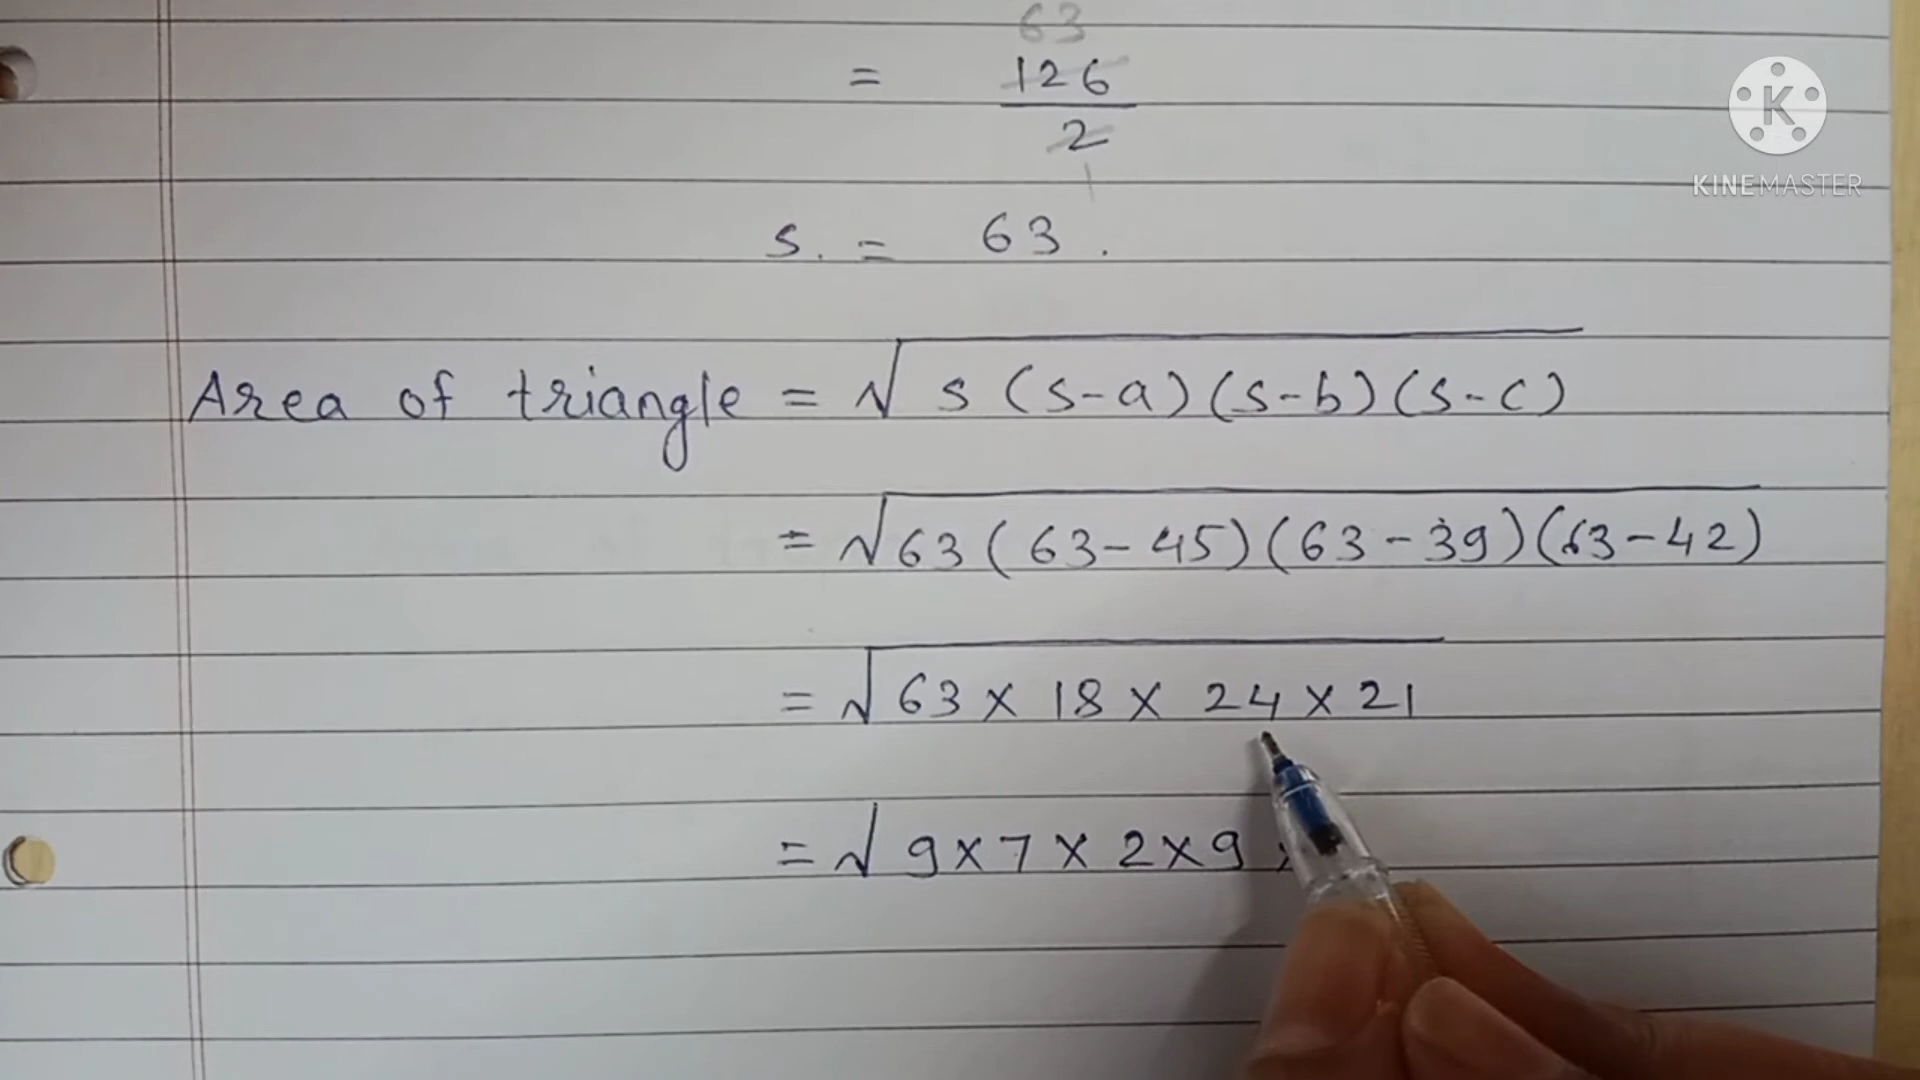 63
= 126
2
1
s. = 63.
Area of triangle = √s(s-a)(s-b)(s-c)
= √63(63-45)(63-39)(63-42)
= √63 × 18 × 24 × 21
= √9×7×2×9 ×
KINEMASTER